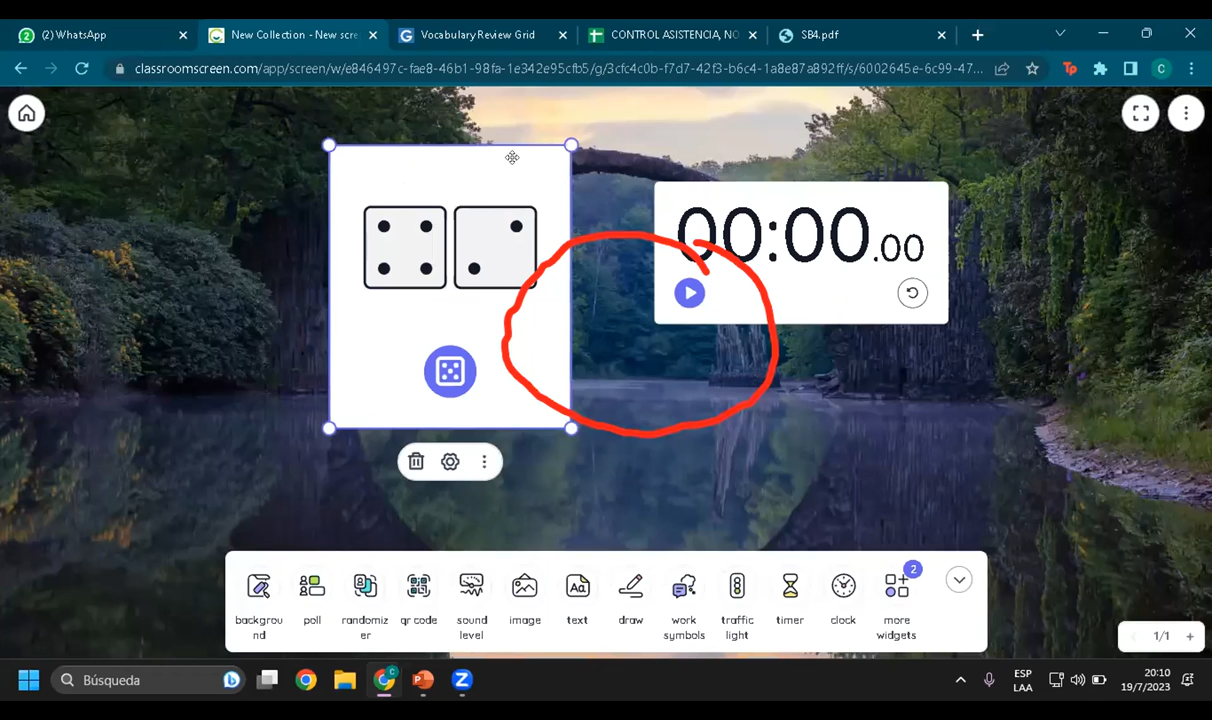 (2) WhatsApp
New Collection - New scre
Vocabulary Review Grid
CONTROL ASISTENCIA, NO
SB4.pdf
classroomscreen.com/app/screen/w/e846497c-fae8-46b1-98fa-1e342e95cfb5/g/3cfc4c0b-f7d7-42f3-b6c4-1a8e87a892ff/s/6002645e-6c99-47...
00:00.00
backgrou
nd
poll
randomiz
er
qr code
sound
level
image
text
draw
work
symbols
traffic
light
timer
clock
2
more
widgets
1/1
Búsqueda
ESP
LAA
20:10
19/7/2023